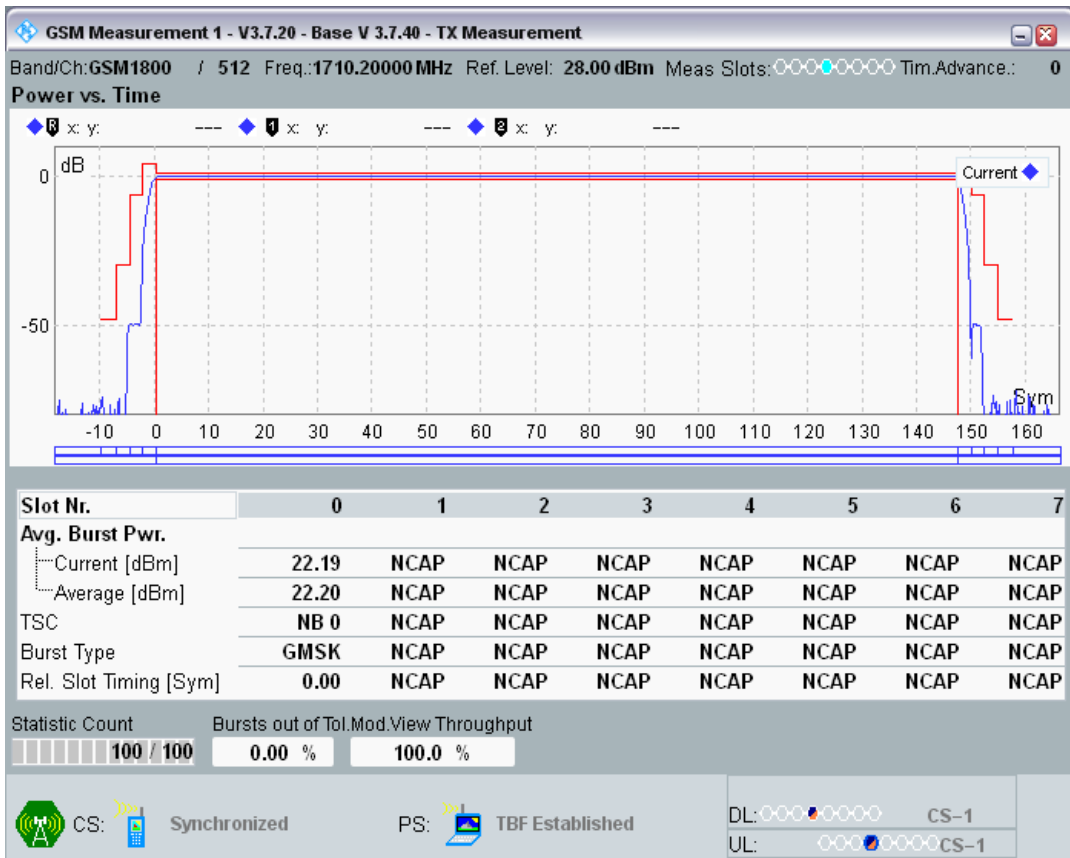 GSM Measurement 1 - V3.7.20 - Base V 3.7.40 - TX Measurement
Band/Ch:GSM1800 / 512 Freq.:1710.20000 MHz Ref. Level: 28.00 dBm Meas Slots: Tim.Advance.: 0
Power vs. Time
R x: y: --- 1 x: y: --- 2 x: y: ---
dB
Current
0
-50
Sym
-10 0 10 20 30 40 50 60 70 80 90 100 110 120 130 140 150 160
Slot Nr. 0 1 2 3 4 5 6 7
Avg. Burst Pwr.
Current [dBm] 22.19 NCAP NCAP NCAP NCAP NCAP NCAP NCAP
Average [dBm] 22.20 NCAP NCAP NCAP NCAP NCAP NCAP NCAP
TSC NB 0 NCAP NCAP NCAP NCAP NCAP NCAP NCAP
Burst Type GMSK NCAP NCAP NCAP NCAP NCAP NCAP NCAP
Rel. Slot Timing [Sym] 0.00 NCAP NCAP NCAP NCAP NCAP NCAP NCAP
Statistic Count Bursts out of Tol.Mod.View Throughput
100 / 100 0.00 % 100.0 %
CS: Synchronized PS: TBF Established
DL: CS-1
UL: CS-1